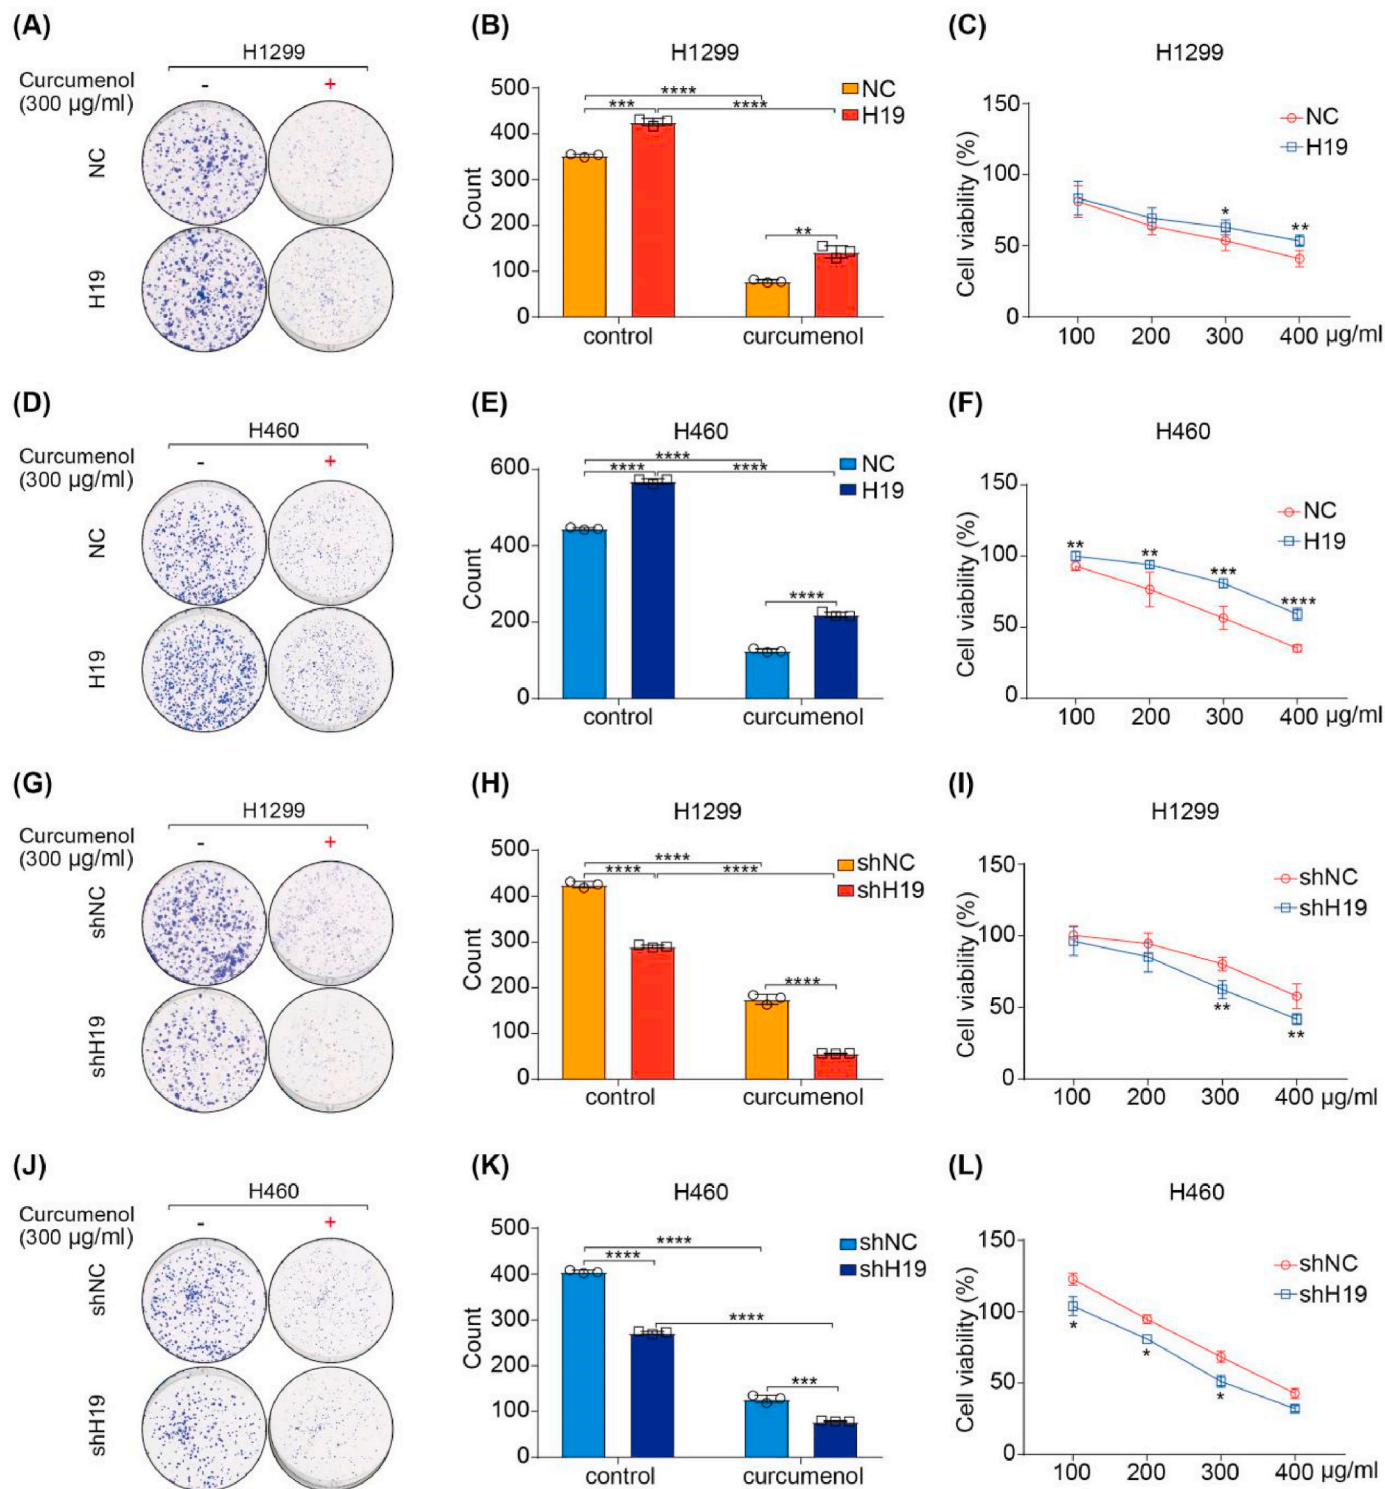 (A)
H1299
Curcumenol
(300 µg/ml)
- +
NC
H19
(B)
H1299
500
400
300
200
100
0
Count
****
*** ****
**
NC
H19
control curcumenol
(C)
H1299
150
100
50
0
Cell viability (%)
NC
H19
*
**
100 200 300 400 µg/ml
(D)
H460
Curcumenol
(300 µg/ml)
- +
NC
H19
(E)
H460
600
400
200
0
Count
****
**** ****
****
NC
H19
control curcumenol
(F)
H460
150
100
50
0
Cell viability (%)
NC
H19
**
**
***
****
100 200 300 400 µg/ml
(G)
H1299
Curcumenol
(300 µg/ml)
- +
shNC
shH19
(H)
H1299
500
400
300
200
100
0
Count
****
**** ****
****
shNC
shH19
control curcumenol
(I)
H1299
150
100
50
0
Cell viability (%)
shNC
shH19
**
**
100 200 300 400 µg/ml
(J)
H460
Curcumenol
(300 µg/ml)
- +
shNC
shH19
(K)
H460
500
400
300
200
100
0
Count
****
****
****
***
shNC
shH19
control curcumenol
(L)
H460
150
100
50
0
Cell viability (%)
shNC
shH19
*
*
*
100 200 300 400 µg/ml